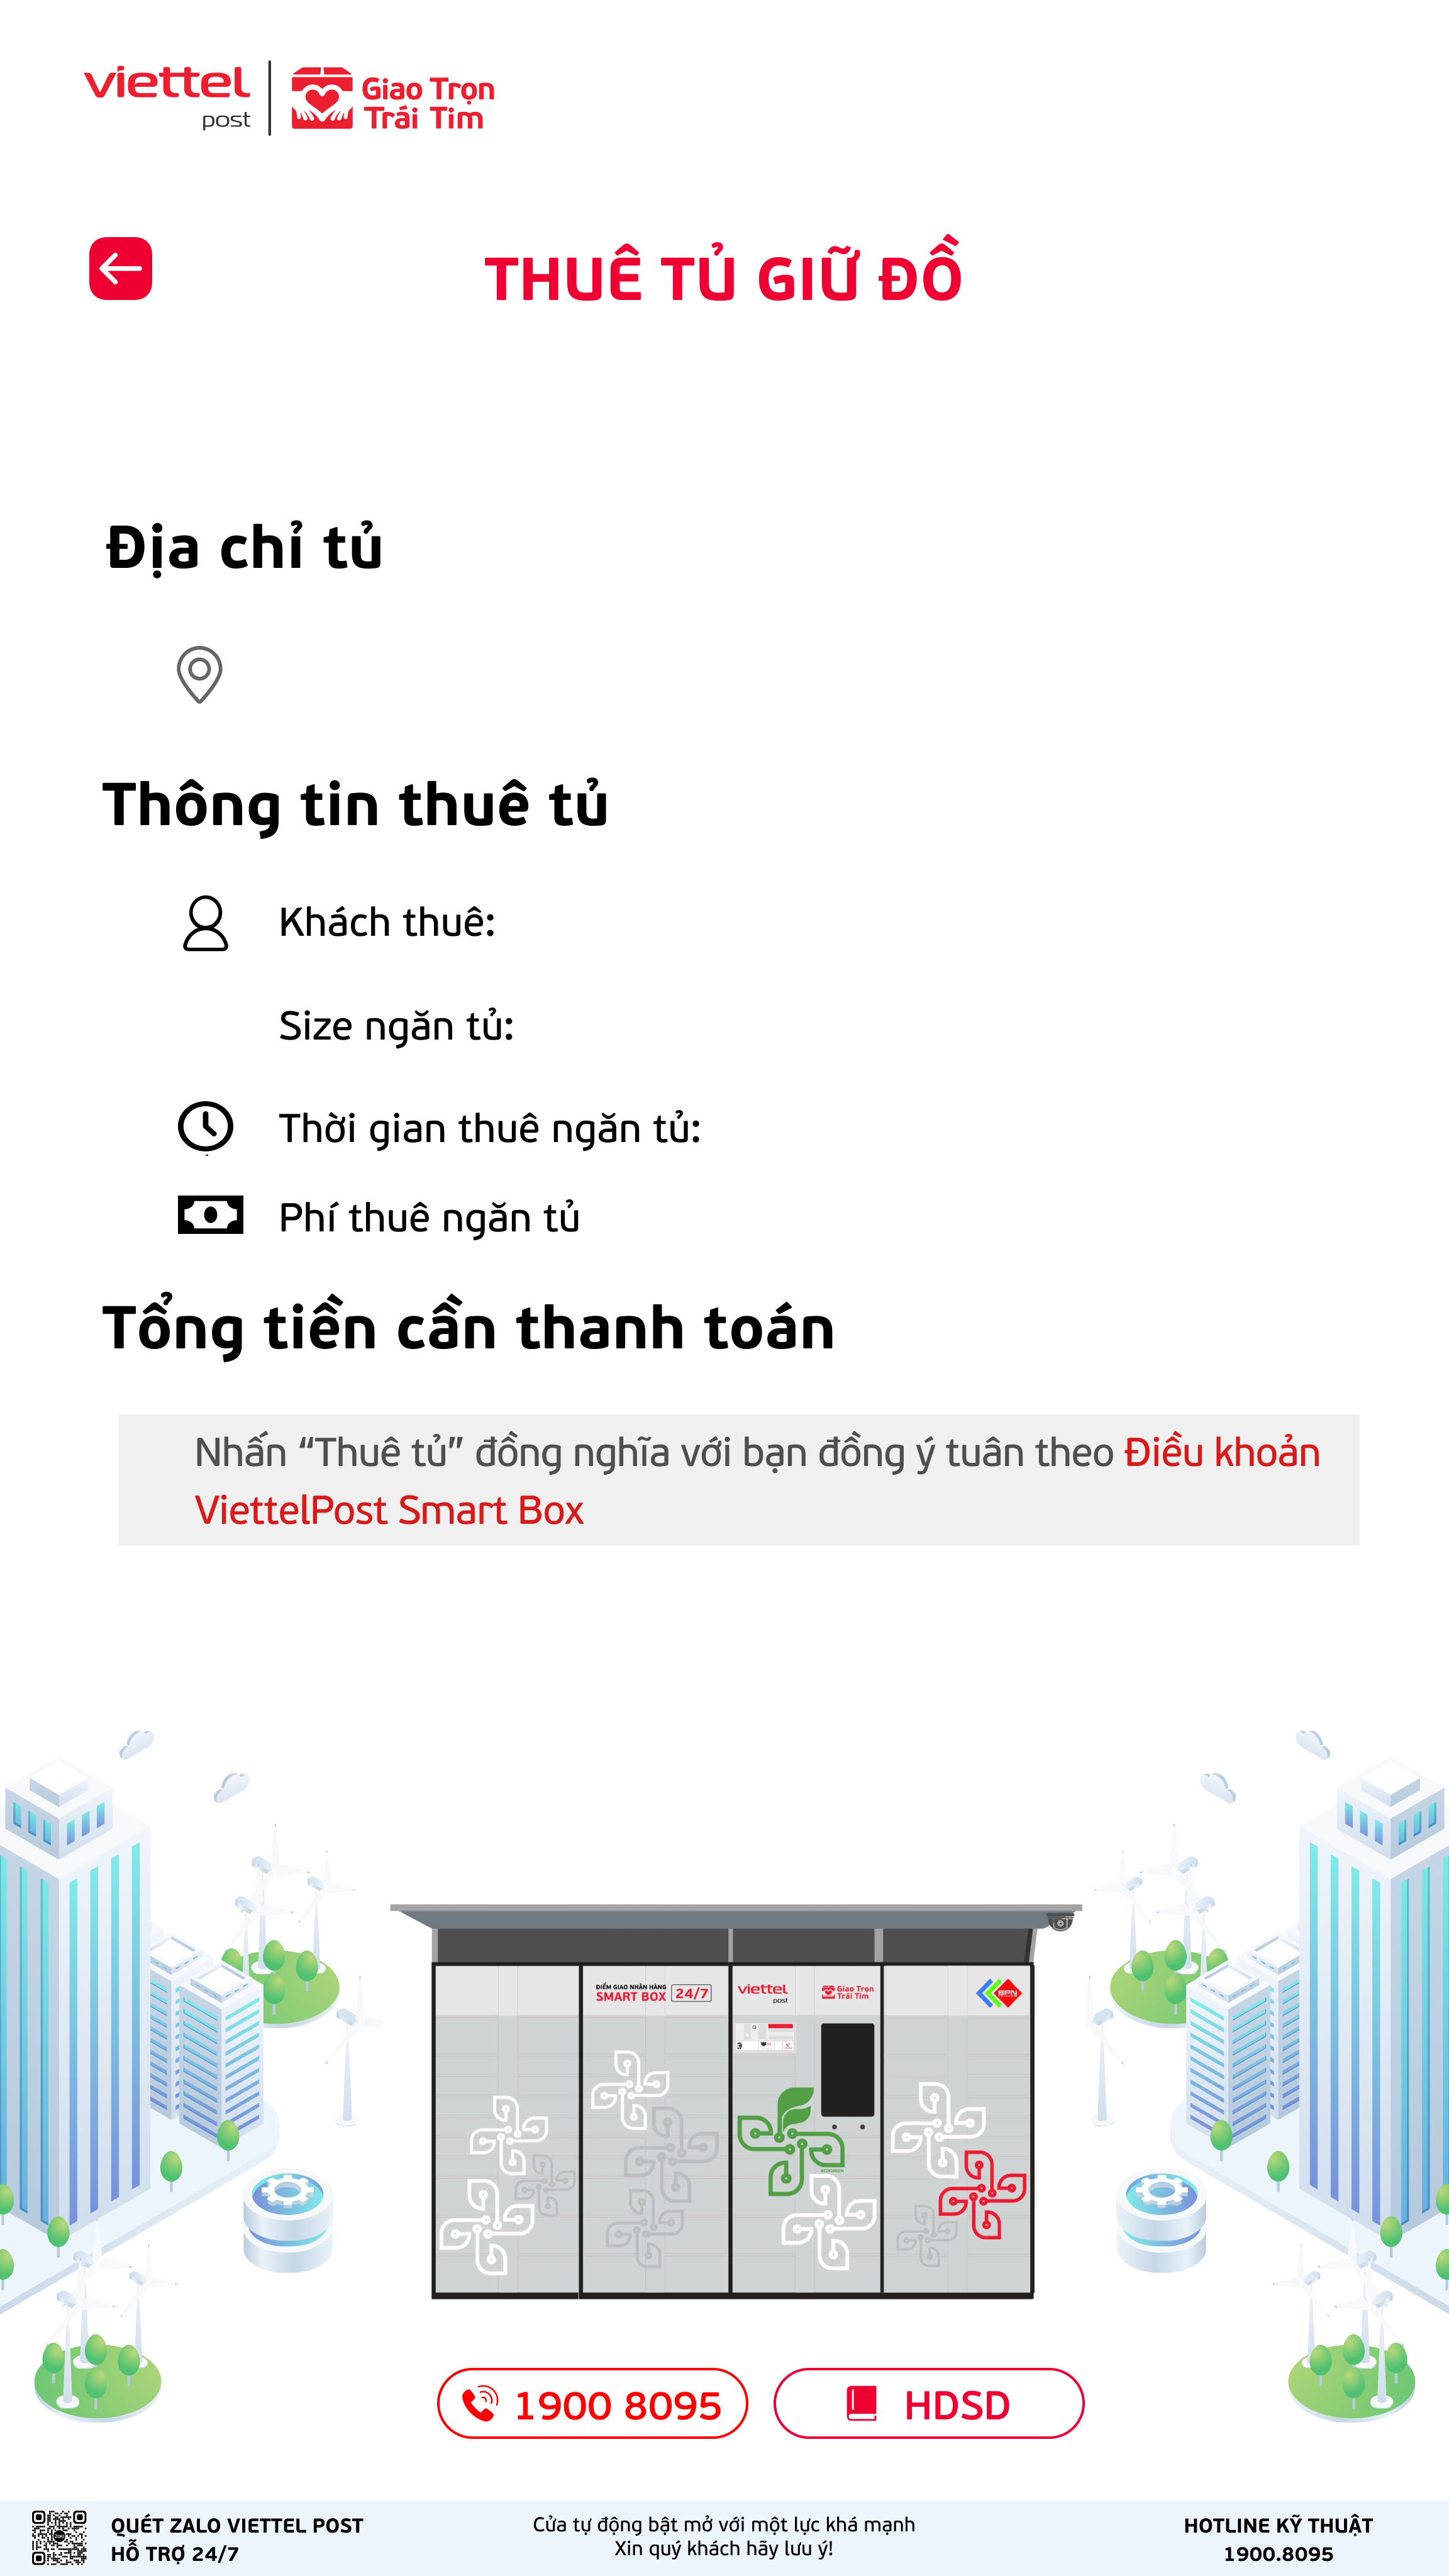 viettel
post
Giao Trọn
Trái Tim
THUÊ TỦ GIỮ ĐỒ
Địa chỉ tủ
Thông tin thuê tủ
Khách thuê:
Size ngăn tủ:
Thời gian thuê ngăn tủ:
Phí thuê ngăn tủ
Tổng tiền cần thanh toán
Nhấn “Thuê tủ” đồng nghĩa với bạn đồng ý tuân theo Điều khoản
ViettelPost Smart Box
ĐIỂM GIAO NHẬN HÀNG
SMART BOX 24/7
viettel
post
Giao Trọn
Trái Tim
BPN
1900 8095
HDSD
QUÉT ZALO VIETTEL POST
HỖ TRỢ 24/7
Cửa tự động bật mở với một lực khá mạnh
Xin quý khách hãy lưu ý!
HOTLINE KỸ THUẬT
1900.8095